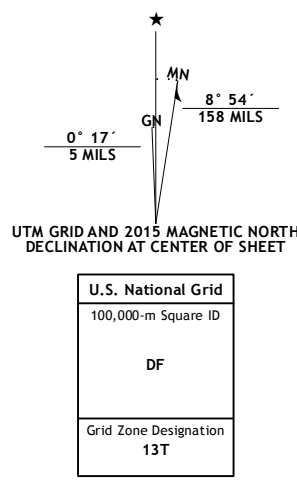 ★
MN
GN
8° 54´
158 MILS
0° 17´
5 MILS
UTM GRID AND 2015 MAGNETIC NORTH
DECLINATION AT CENTER OF SHEET
U.S. National Grid
100,000-m Square ID
DF
Grid Zone Designation
13T